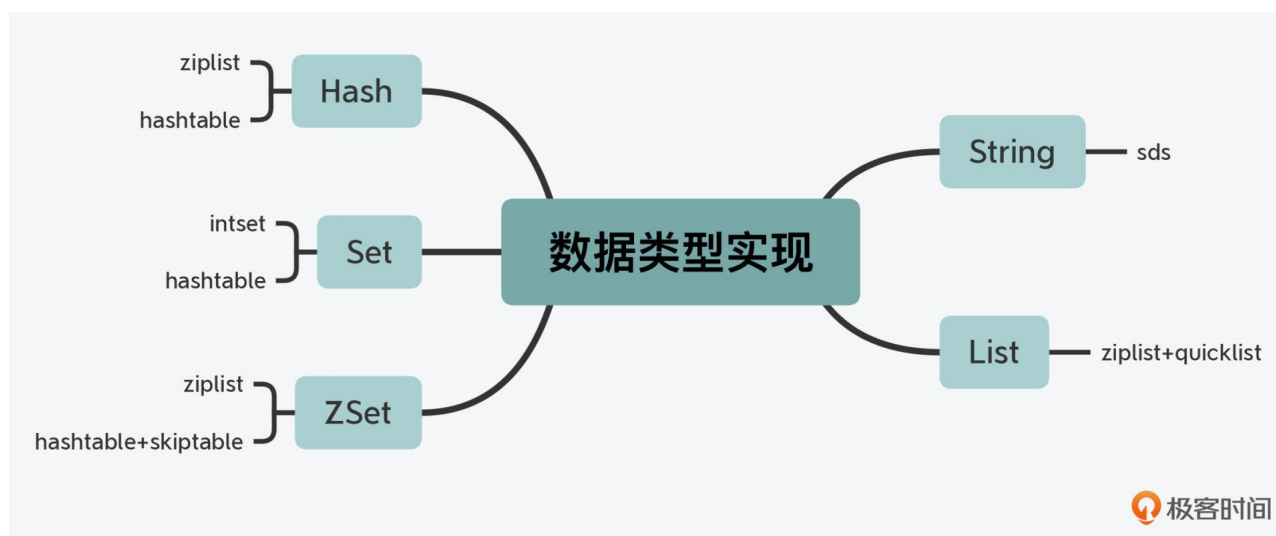 数据类型实现
Hash
ziplist
hashtable
Set
intset
hashtable
ZSet
ziplist
hashtable+skiptable
String
sds
List
ziplist+quicklist
极客时间